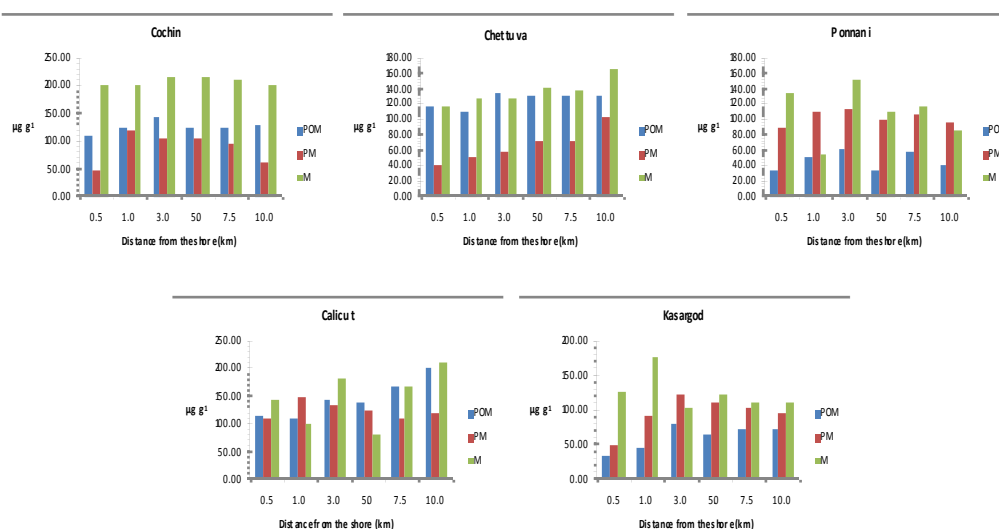 Cochin
250.00
200.00
150.00
100.00
50.00
0.00
µg g¹
0.5 1.0 3.0 50 7.5 10.0
Distance from the shore (km)
POM
PM
M
Chettuva
180.00
160.00
140.00
120.00
100.00
80.00
60.00
40.00
20.00
0.00
µg g¹
0.5 1.0 3.0 50 7.5 10.0
Distance from the shore (km)
POM
PM
M
Ponnani
180.00
160.00
140.00
120.00
100.00
80.00
60.00
40.00
20.00
0.00
µg g¹
0.5 1.0 3.0 50 7.5 10.0
Distance from the shore (km)
PO
PM
M
Calicut
250.00
200.00
150.00
100.00
50.00
0.00
µg g¹
0.5 1.0 3.0 50 7.5 10.0
Distance from the shore (km)
POM
PM
M
Kasargod
200.00
150.00
100.00
50.00
0.00
µg g¹
0.5 1.0 3.0 50 7.5 10.0
Distance from the shore (km)
POM
PM
M